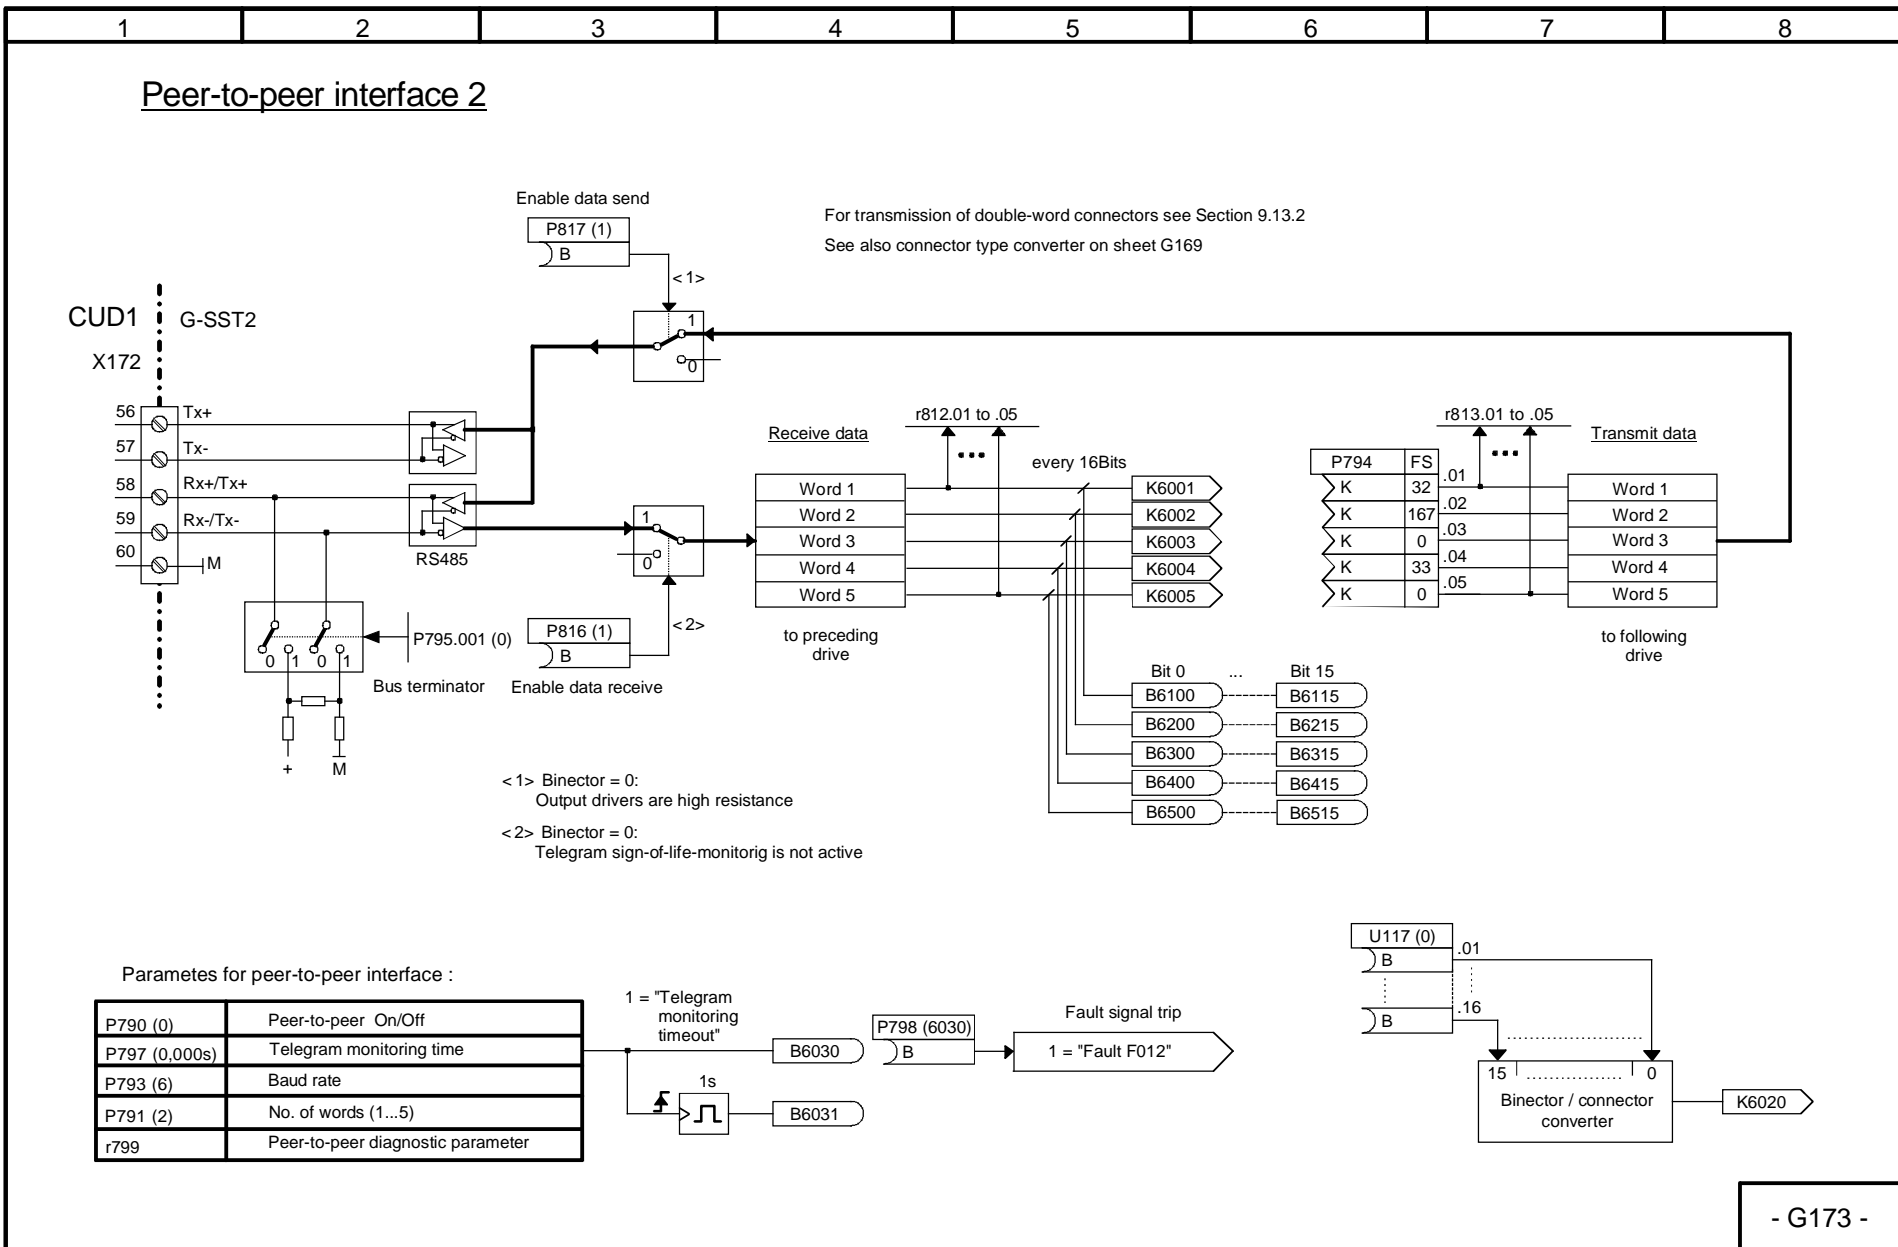 1 2 3 4 5 6 7 8
Peer-to-peer interface 2
Enable data send
P817 (1)
B
<1>
For transmission of double-word connectors see Section 9.13.2
See also connector type converter on sheet G169
CUD1 G-SST2
X172
1
0
56 Tx+
57 Tx-
58 Rx+/Tx+
59 Rx-/Tx-
60 M
RS485
1
0
Receive data
r812.01 to .05
every 16Bits
Word 1 K6001
Word 2 K6002
Word 3 K6003
Word 4 K6004
Word 5 K6005
to preceding
drive
r813.01 to .05
Transmit data
P794 FS
K 32 .01 Word 1
K 167 .02 Word 2
K 0 .03 Word 3
K 33 .04 Word 4
K 0 .05 Word 5
to following
drive
0 1 0 1
P795.001 (0)
Bus terminator
+ M
P816 (1)
B
<2>
Enable data receive
Bit 0 ... Bit 15
B6100 B6115
B6200 B6215
B6300 B6315
B6400 B6415
B6500 B6515
<1> Binector = 0:
Output drivers are high resistance
<2> Binector = 0:
Telegram sign-of-life-monitorig is not active
Parametes for peer-to-peer interface :
P790 (0) Peer-to-peer On/Off
P797 (0,000s) Telegram monitoring time
P793 (6) Baud rate
P791 (2) No. of words (1...5)
r799 Peer-to-peer diagnostic parameter
1 = "Telegram
monitoring
timeout"
B6030
1s
B6031
P798 (6030)
B
Fault signal trip
1 = "Fault F012"
U117 (0)
B .01
B .16
15 0
Binector / connector
converter
K6020
- G173 -